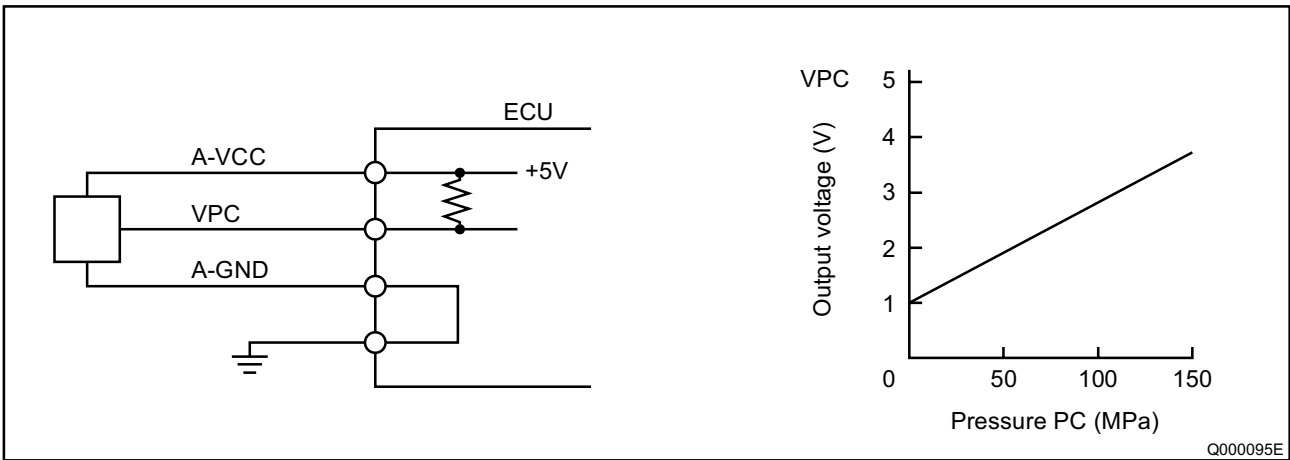 ECU
A-VCC
+5V
VPC
A-GND
VPC
Output voltage (V)
5
4
3
2
1
0
50
100
150
Pressure PC (MPa)
Q000095E